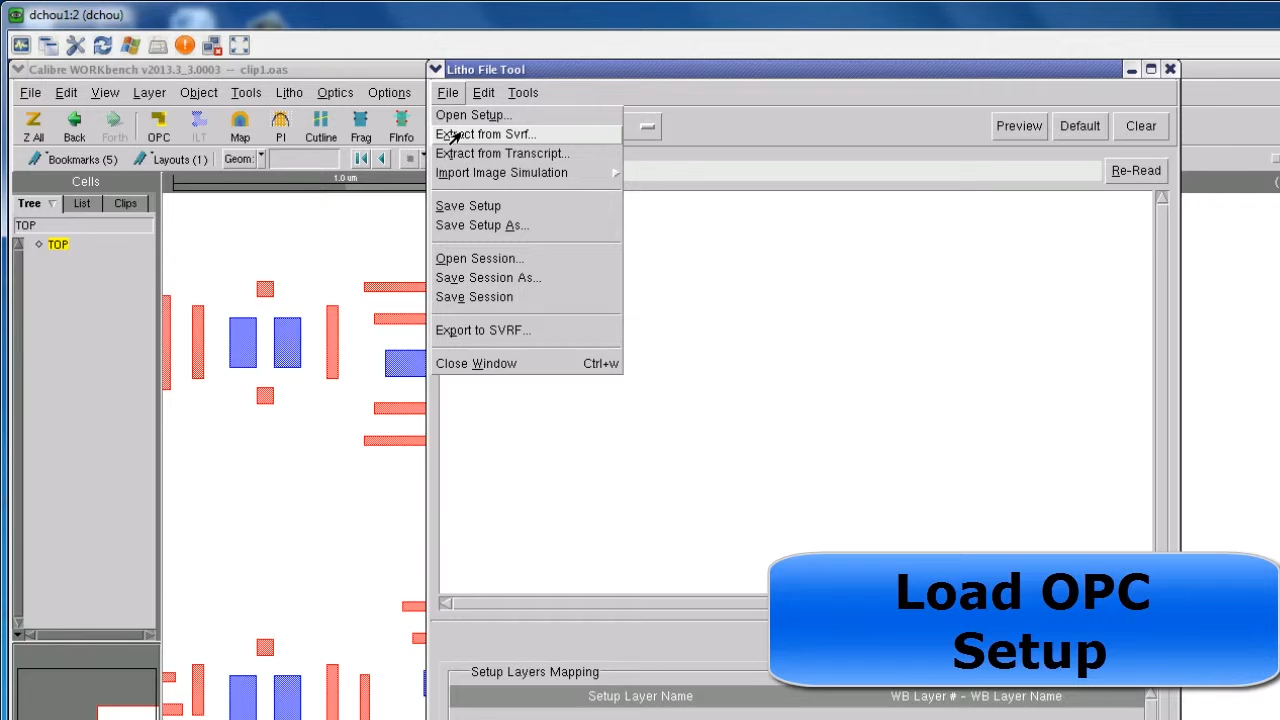 dchou1:2 (dchou)
Calibre WORKbench v2013.3_3.0003 -- clip1.oas
File Edit View Layer Object Tools Litho Optics Options
Z All Back Forth OPC ILT Map PI Cutline Frag FInfo
Bookmarks (5) Layouts (1) Geom:
Cells
1.0 um
Tree List Clips
TOP
TOP
Litho File Tool
File Edit Tools
Open Setup...
Extract from Svrf...
Extract from Transcript...
Import Image Simulation
Save Setup
Save Setup As...
Open Session...
Save Session As...
Save Session
Export to SVRF...
Close Window Ctrl+w
Preview Default Clear
Re-Read
Load OPC
Setup
Setup Layers Mapping
Setup Layer Name WB Layer # - WB Layer Name